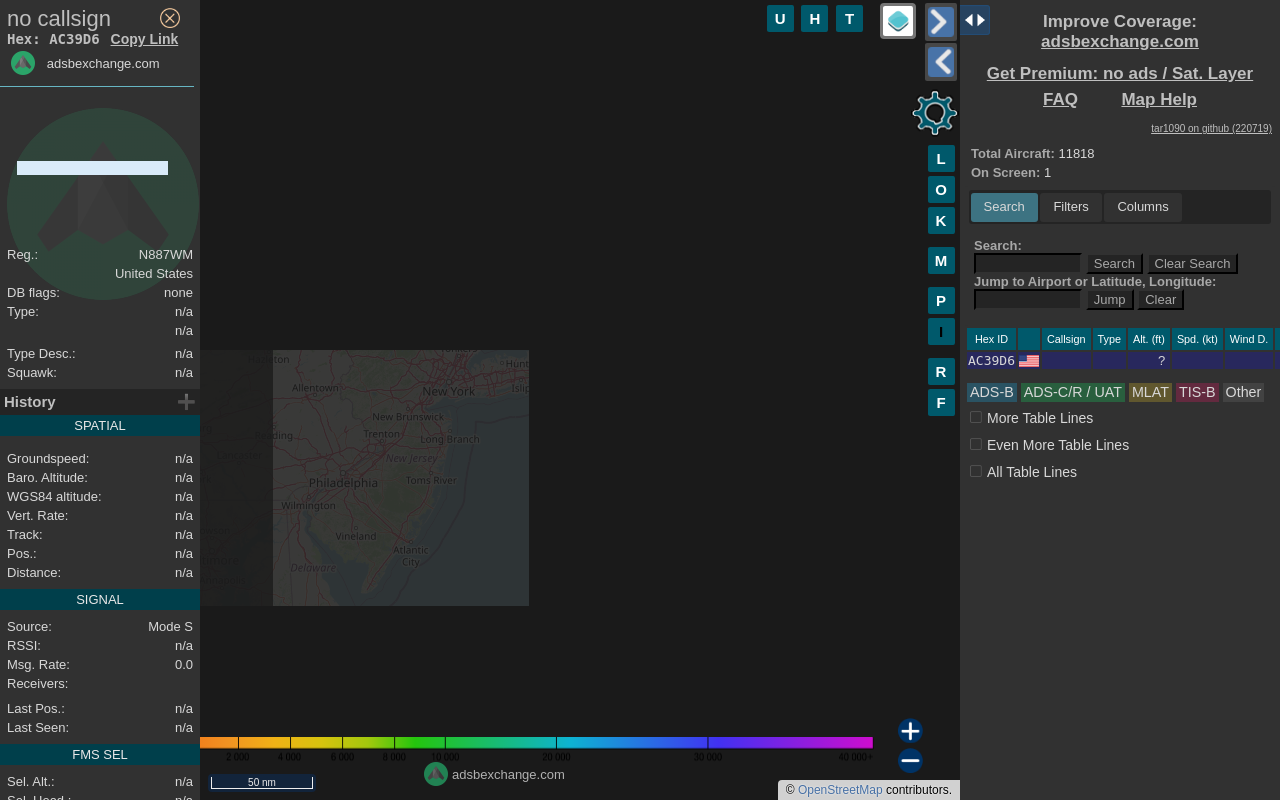 no callsign
Hex: AC39D6 Copy Link
adsbexchange.com
Reg.: N887WM
United States
DB flags: none
Type: n/a
n/a
Type Desc.: n/a
Squawk: n/a
History
SPATIAL
Groundspeed: n/a
Baro. Altitude: n/a
WGS84 altitude: n/a
Vert. Rate: n/a
Track: n/a
Pos.: n/a
Distance: n/a
SIGNAL
Source: Mode S
RSSI: n/a
Msg. Rate: 0.0
Receivers:
Last Pos.: n/a
Last Seen: n/a
FMS SEL
Sel. Alt.: n/a
Sel. Head.: n/a
U H T
L
O
K
M
P
I
R
F
Allentown
New York
New Brunswick
Trenton
Long Branch
New Jersey
Philadelphia
Toms River
Wilmington
Vineland
Atlantic
City
Delaware
2 000 4 000 6 000 8 000 10 000 20 000 30 000 40 000+
adsbexchange.com
50 nm
© OpenStreetMap contributors.
Improve Coverage:
adsbexchange.com
Get Premium: no ads / Sat. Layer
FAQ Map Help
tar1090 on github (220719)
Total Aircraft: 11818
On Screen: 1
Search Filters Columns
Search:
Search Clear Search
Jump to Airport or Latitude, Longitude:
Jump Clear
Hex ID Callsign Type Alt. (ft) Spd. (kt) Wind D.
AC39D6 ?
ADS-B ADS-C/R / UAT MLAT TIS-B Other
More Table Lines
Even More Table Lines
All Table Lines